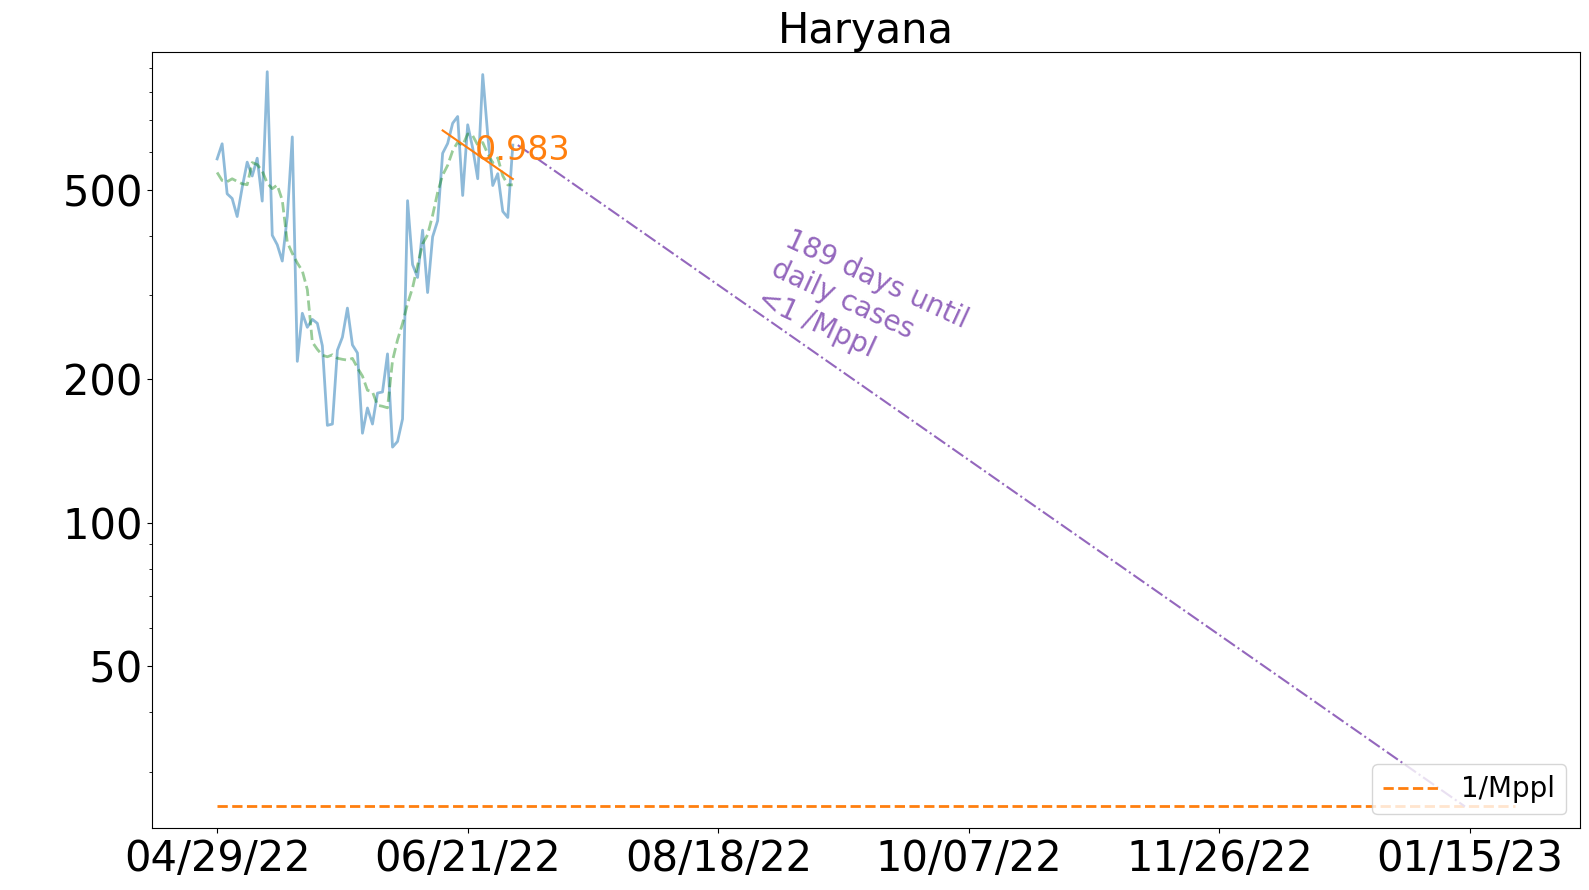 Haryana
0.983
500
189 days until
daily cases
<1 /Mppl
200
100
50
1/Mppl
04/29/22 06/21/22 08/18/22 10/07/22 11/26/22 01/15/23